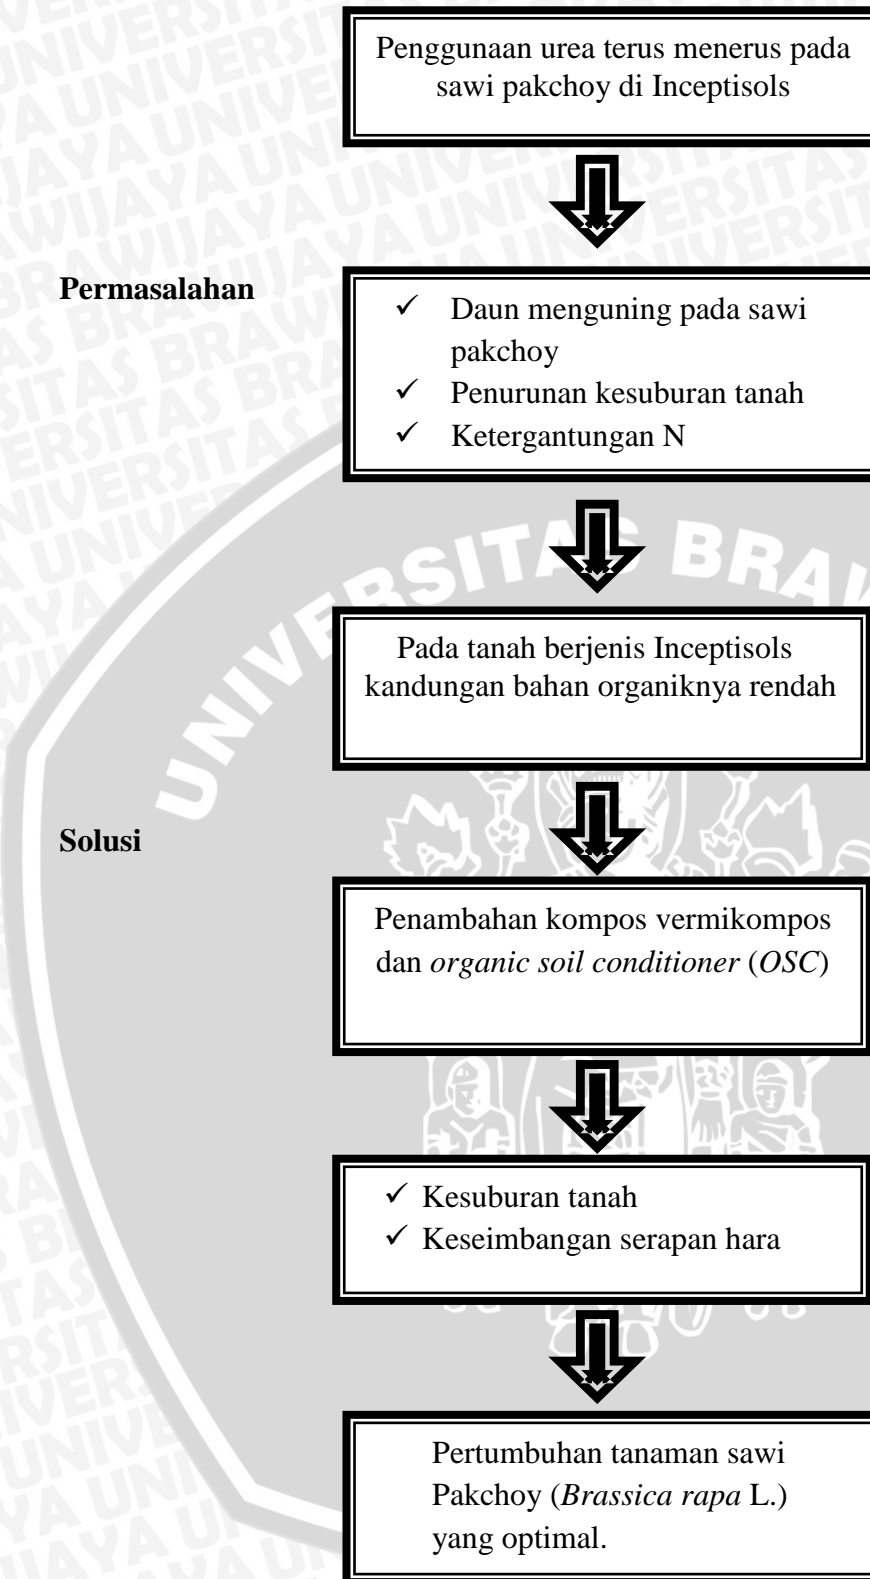 Penggunaan urea terus menerus pada
sawi pakchoy di Inceptisols
Permasalahan
✓ Daun menguning pada sawi
pakchoy
✓ Penurunan kesuburan tanah
✓ Ketergantungan N
UNIVERSITAS BRAW
Pada tanah berjenis Inceptisols
kandungan bahan organiknya rendah
Solusi
Penambahan kompos vermikompos
dan organic soil conditioner (OSC)
✓ Kesuburan tanah
✓ Keseimbangan serapan hara
Pertumbuhan tanaman sawi
Pakchoy (Brassica rapa L.)
yang optimal.